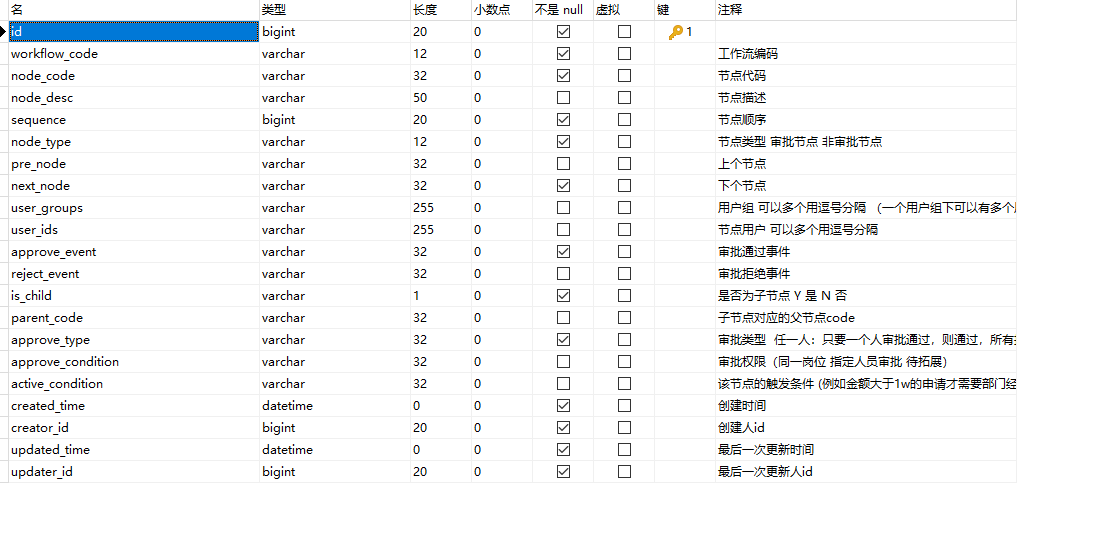 名 类型 长度 小数点 不是 null 虚拟 键 注释
id bigint 20 0 1
workflow_code varchar 12 0 工作流编码
node_code varchar 32 0 节点代码
node_desc varchar 50 0 节点描述
sequence bigint 20 0 节点顺序
node_type varchar 12 0 节点类型 审批节点 非审批节点
pre_node varchar 32 0 上个节点
next_node varchar 32 0 下个节点
user_groups varchar 255 0 用户组 可以多个用逗号分隔 （一个用户组下可以有多个
user_ids varchar 255 0 节点用户 可以多个用逗号分隔
approve_event varchar 32 0 审批通过事件
reject_event varchar 32 0 审批拒绝事件
is_child varchar 1 0 是否为子节点 Y 是 N 否
parent_code varchar 32 0 子节点对应的父节点code
approve_type varchar 32 0 审批类型 任一人：只要一个人审批通过，则通过，所有
approve_condition varchar 32 0 审批权限（同一岗位 指定人员审批 待拓展）
active_condition varchar 32 0 该节点的触发条件 (例如金额大于1w的申请才需要部门经
created_time datetime 0 0 创建时间
creator_id bigint 20 0 创建人id
updated_time datetime 0 0 最后一次更新时间
updater_id bigint 20 0 最后一次更新人id